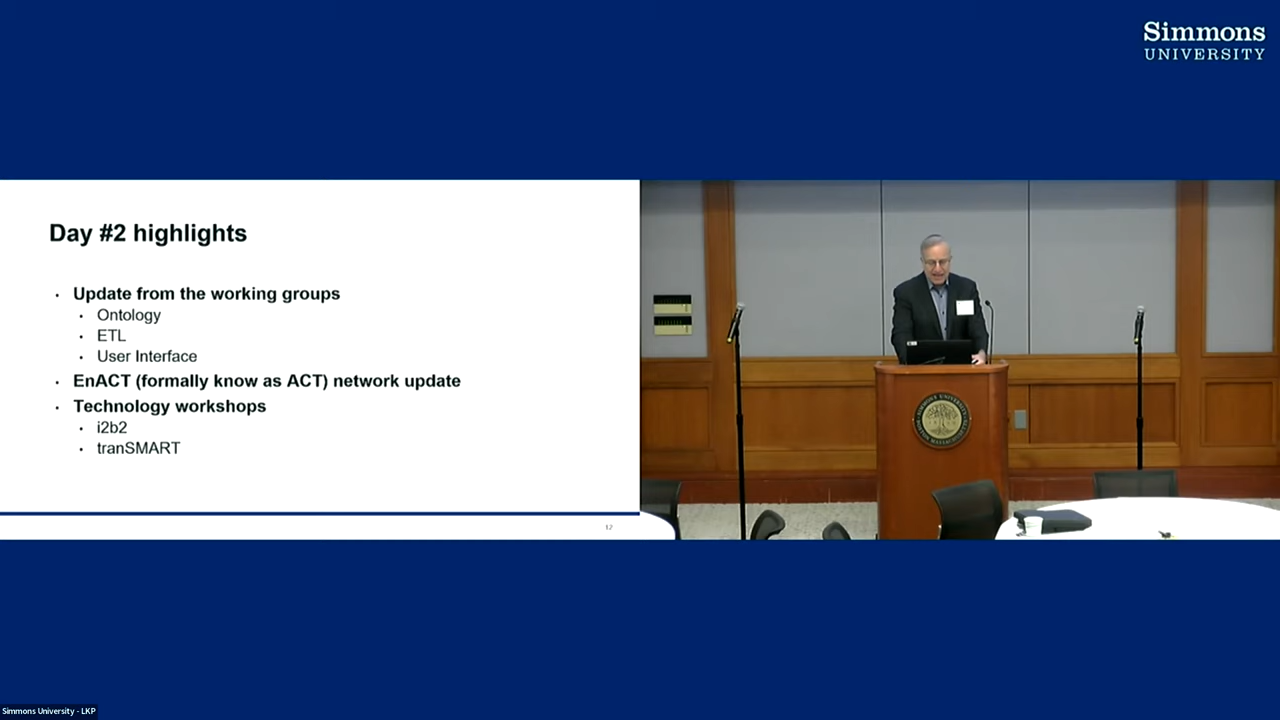 Simmons
UNIVERSITY
Day #2 highlights
• Update from the working groups
• Ontology
• ETL
• User Interface
• EnACT (formally know as ACT) network update
• Technology workshops
• i2b2
• tranSMART
12
Simmons University - LKP